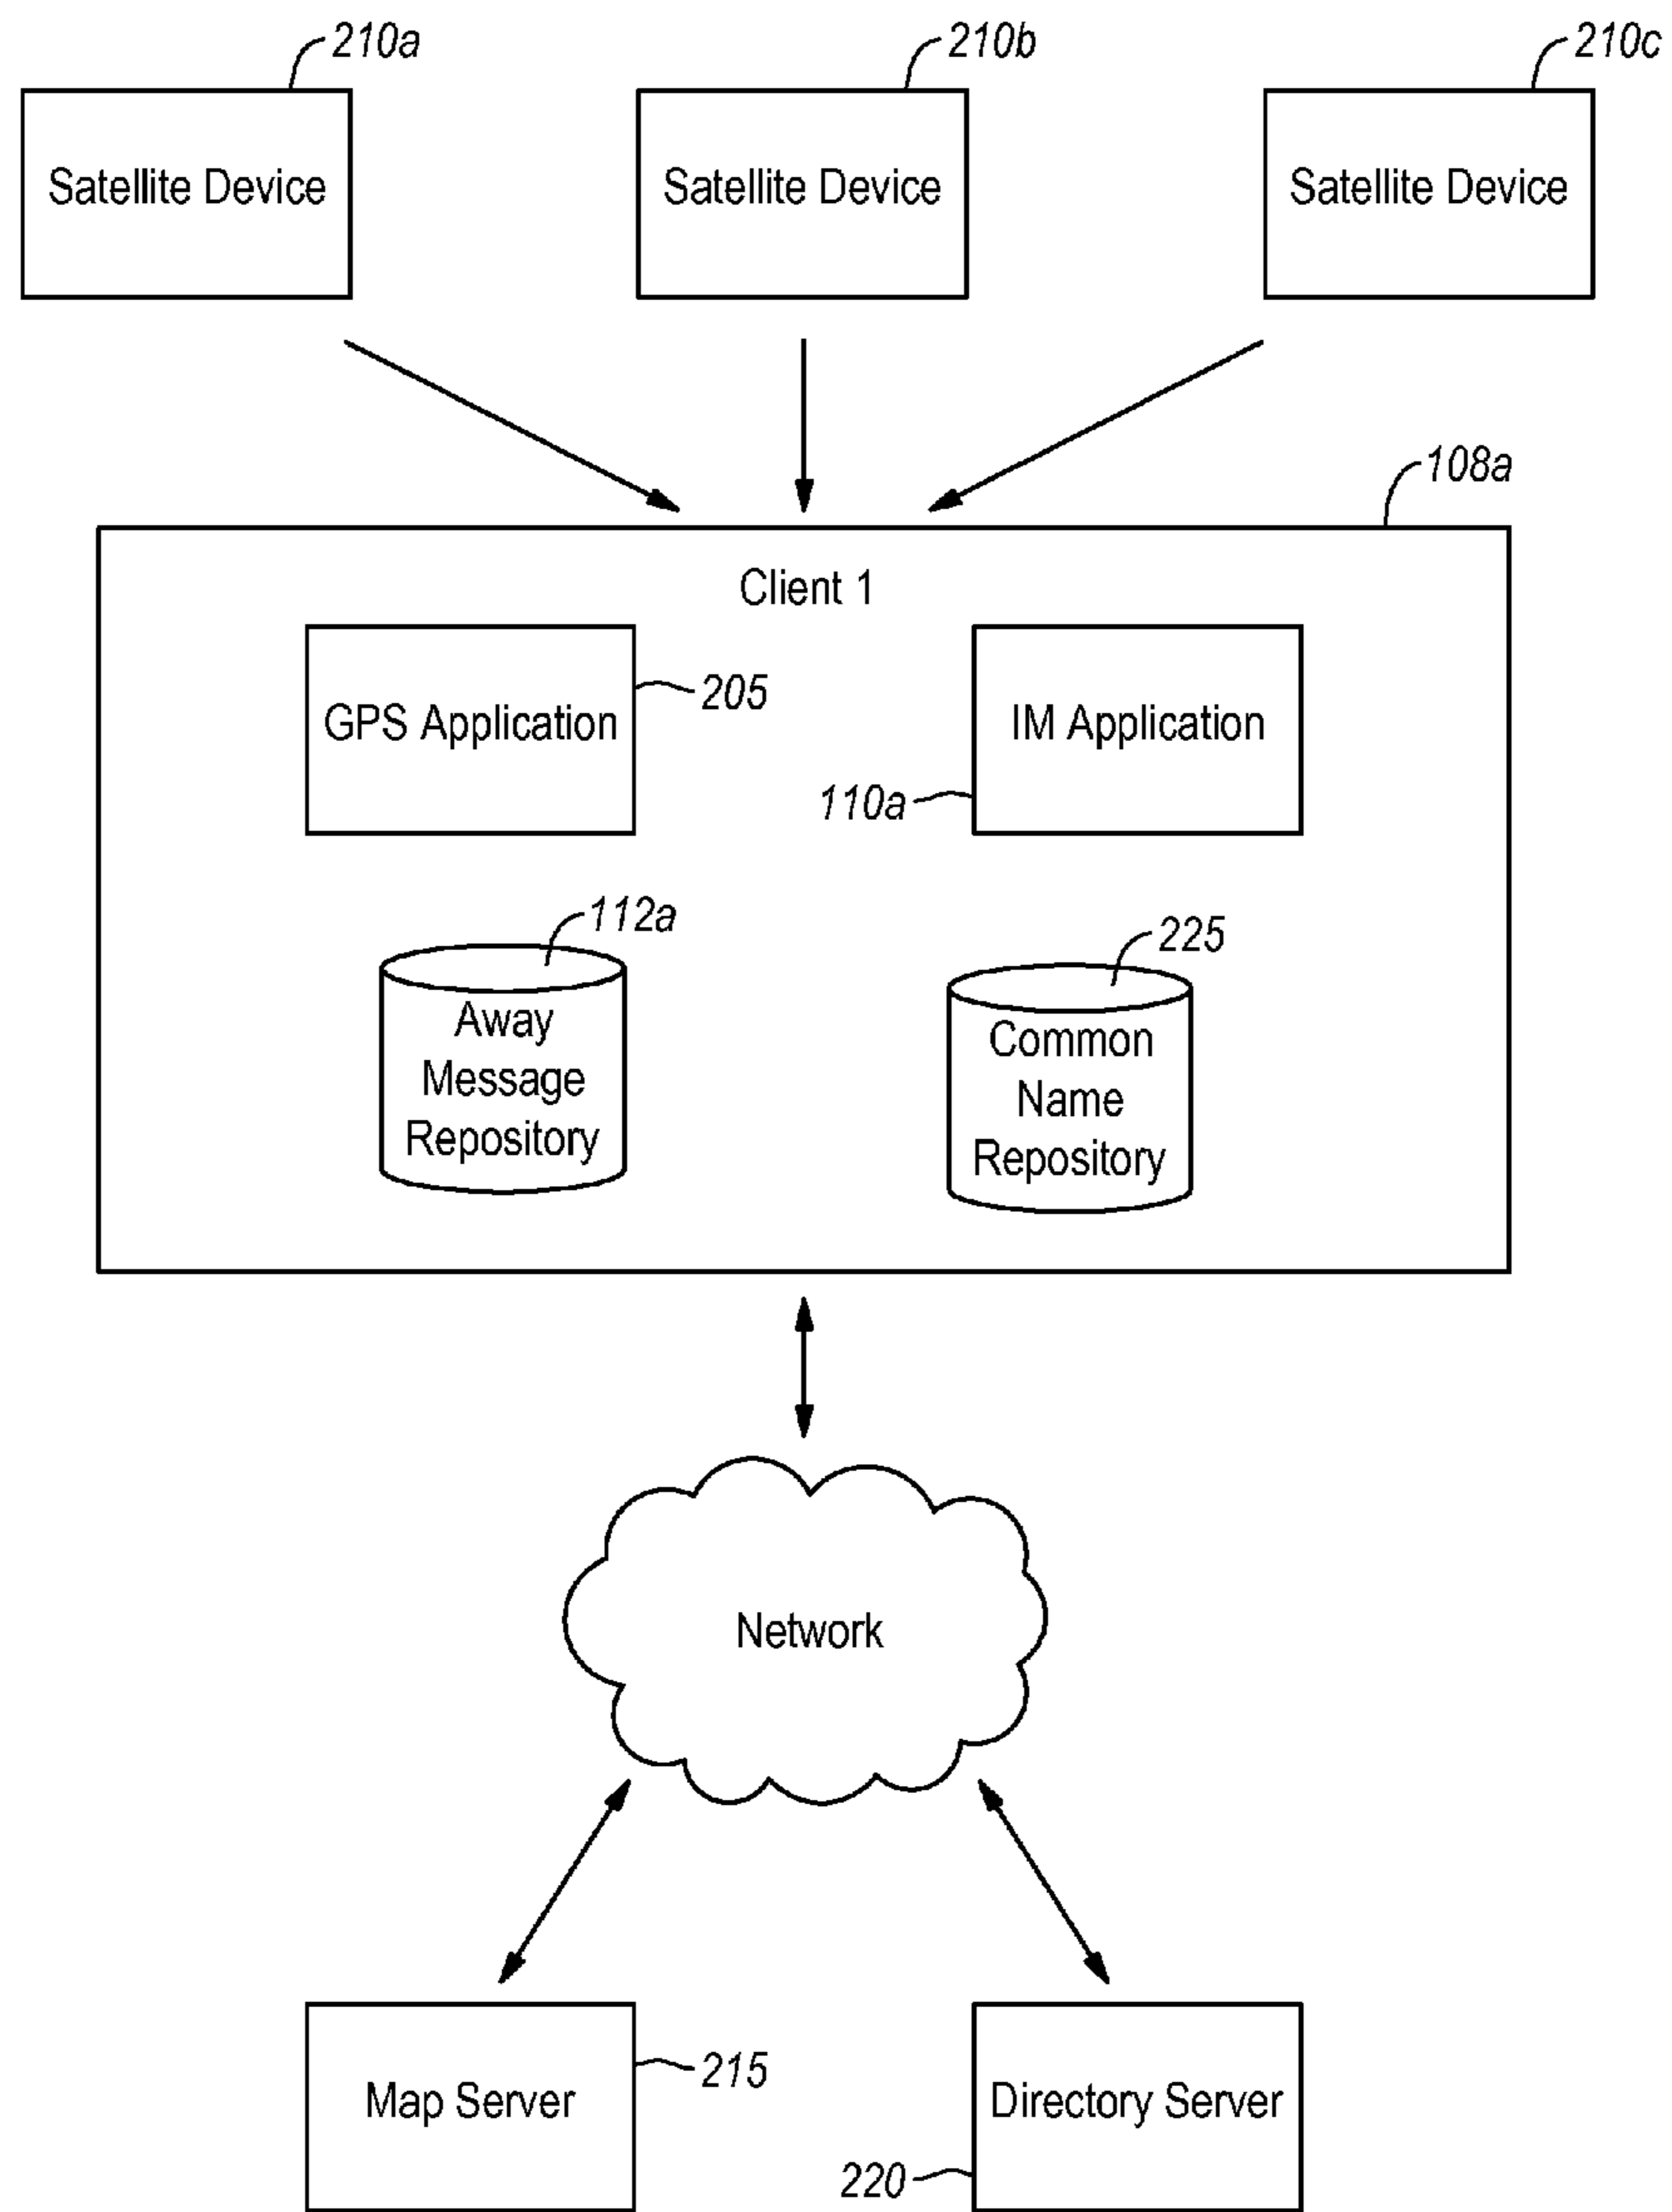 210a
210b
210c
Satellite Device
Satellite Device
Satellite Device
108a
Client 1
GPS Application
205
IM Application
110a
112a
Away
Message
Repository
225
Common
Name
Repository
Network
Map Server
215
Directory Server
220